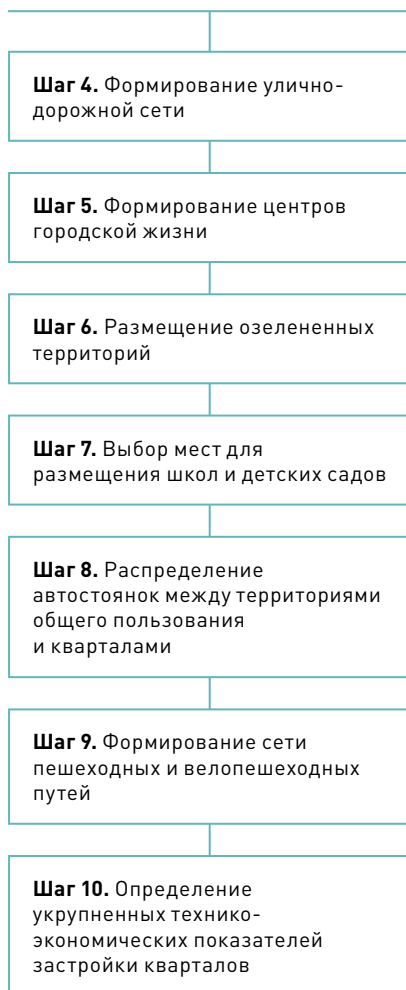 Шаг 4. Формирование улично-
дорожной сети
Шаг 5. Формирование центров
городской жизни
Шаг 6. Размещение озелененных
территорий
Шаг 7. Выбор мест для
размещения школ и детских садов
Шаг 8. Распределение
автостоянок между территориями
общего пользования
и кварталами
Шаг 9. Формирование сети
пешеходных и велопешеходных
путей
Шаг 10. Определение
укрупненных технико-
экономических показателей
застройки кварталов